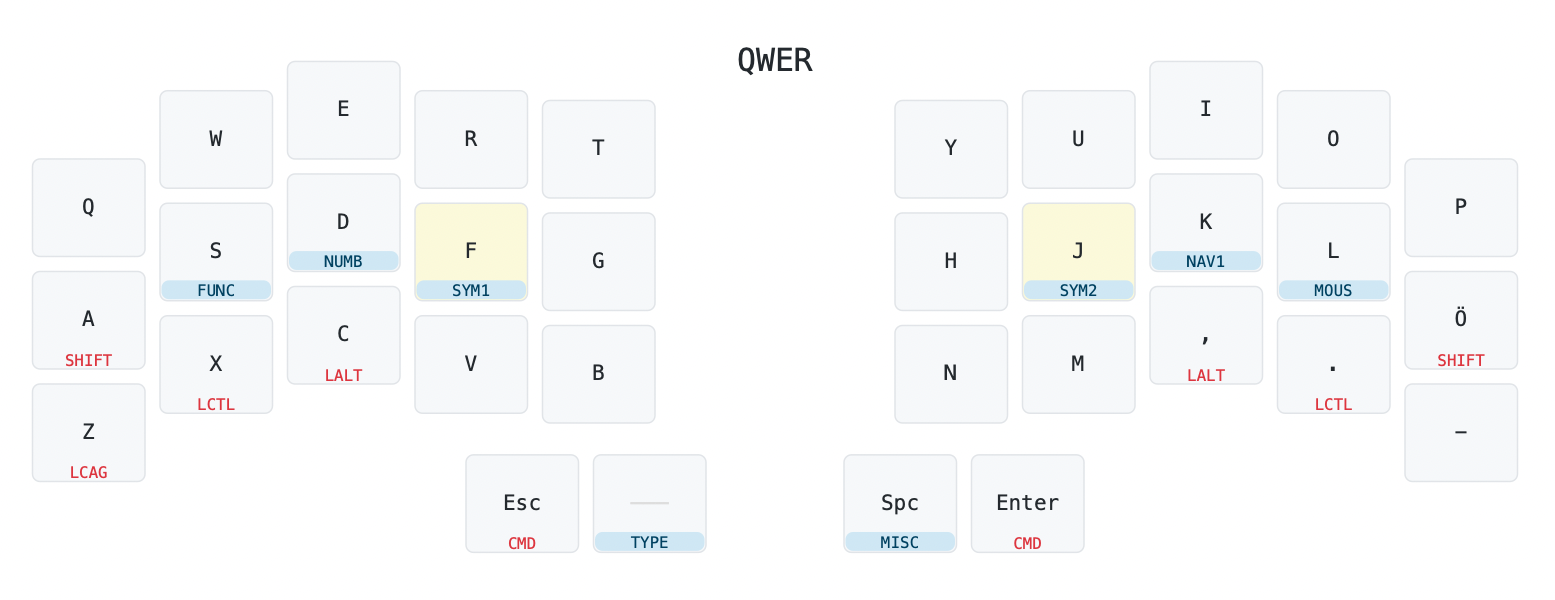 QWER
Q W E R T Y U I O P
A SHIFT S FUNC D NUMB F SYM1 G H J SYM2 K NAV1 L MOUS Ö SHIFT
Z LCAG X LCTL C LALT V B N M , LALT . LCTL –
Esc CMD TYPE Spc MISC Enter CMD